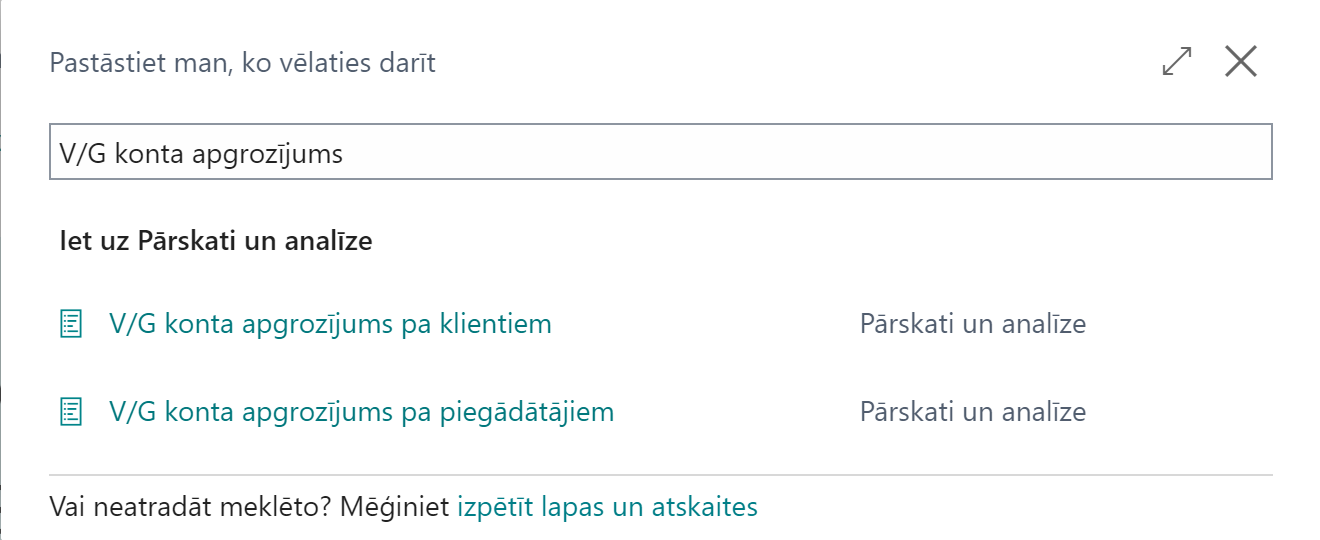 Pastāstiet man, ko vēlaties darīt
V/G konta apgrozījums
Iet uz Pārskati un analīze
V/G konta apgrozījums pa klientiem Pārskati un analīze
V/G konta apgrozījums pa piegādātājiem Pārskati un analīze
Vai neatradāt meklēto? Mēģiniet izpētīt lapas un atskaites